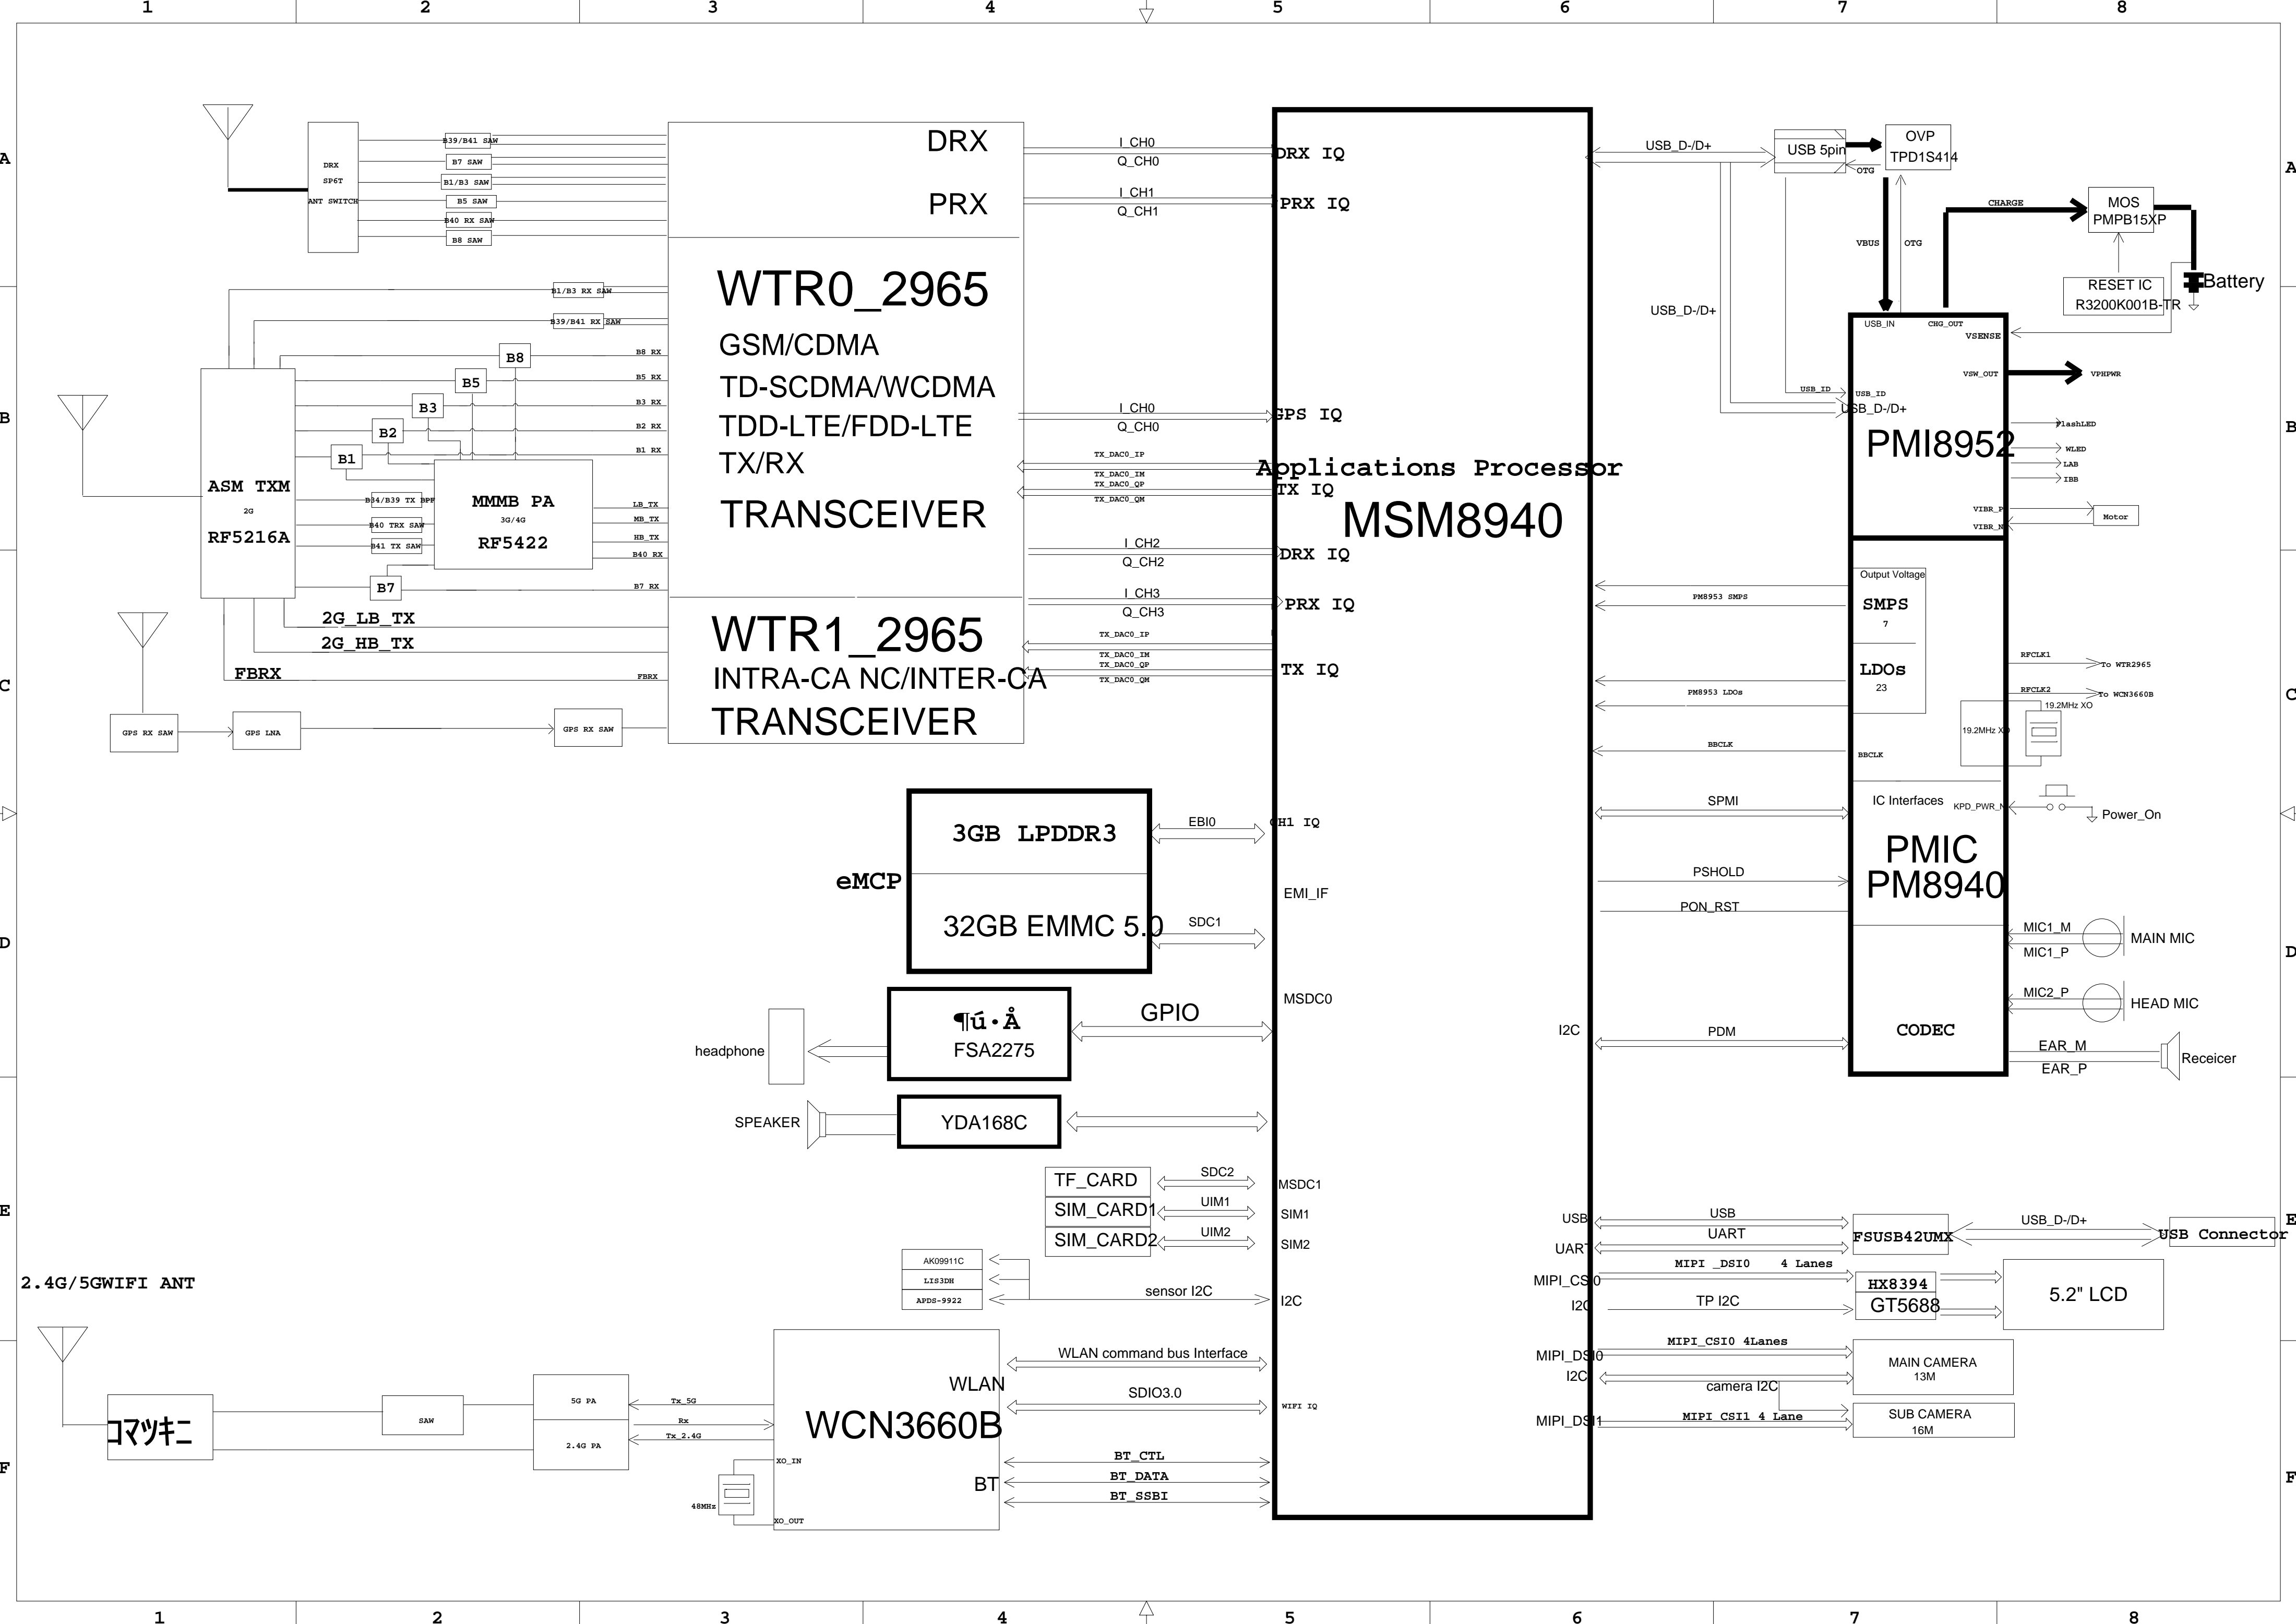 1 2 3 4 5 6 7 8
A
A
B
B
C
C
D
D
E
E
F
F
DRX
SP6T
ANT SWITCH
B39/B41 SAW
B7 SAW
B1/B3 SAW
B5 SAW
B40 RX SAW
B8 SAW
B1/B3 RX SAW
B39/B41 RX SAW
B8
B5
B3
B2
B1
B7
B8 RX
B5 RX
B3 RX
B2 RX
B1 RX
LB_TX
MB_TX
HB_TX
B40 RX
B7 RX
ASM TXM
2G
RF5216A
B34/B39 TX BPF
B40 TRX SAW
B41 TX SAW
MMMB PA
3G/4G
RF5422
2G_LB_TX
2G_HB_TX
FBRX
FBRX
GPS RX SAW
GPS LNA
GPS RX SAW
DRX
PRX
WTR0_2965
GSM/CDMA
TD-SCDMA/WCDMA
TDD-LTE/FDD-LTE
TX/RX
TRANSCEIVER
WTR1_2965
INTRA-CA NC/INTER-CA
TRANSCEIVER
I_CH0
Q_CH0
I_CH1
Q_CH1
I_CH0
Q_CH0
TX_DAC0_IP
TX_DAC0_IM
TX_DAC0_QP
TX_DAC0_QM
I_CH2
Q_CH2
I_CH3
Q_CH3
TX_DAC0_IP
TX_DAC0_IM
TX_DAC0_QP
TX_DAC0_QM
DRX IQ
PRX IQ
GPS IQ
Applications Processor
TX IQ
MSM8940
DRX IQ
PRX IQ
TX IQ
CH1 IQ
EMI_IF
MSDC0
MSDC1
SIM1
SIM2
I2C
WIFI IQ
eMCP
3GB LPDDR3
32GB EMMC 5.0
EBI0
SDC1
headphone
¶ú·Å
FSA2275
GPIO
SPEAKER
YDA168C
TF_CARD
SIM_CARD1
SIM_CARD2
SDC2
UIM1
UIM2
AK09911C
LIS3DH
APDS-9922
sensor I2C
2.4G/5GWIFI ANT
コマツキニ
SAW
5G PA
2.4G PA
Tx_5G
Rx
Tx_2.4G
48MHz
XO_IN
XO_OUT
WLAN
WCN3660B
BT
WLAN command bus Interface
SDIO3.0
BT_CTL
BT_DATA
BT_SSBI
USB_D-/D+
USB 5pin
OVP
TPD1S414
OTG
VBUS
OTG
CHARGE
MOS
PMPB15XP
RESET IC
R3200K001B-TR
Battery
USB_D-/D+
USB_ID
USB_IN
CHG_OUT
VSENSE
VSW_OUT
VPHPWR
USB_ID
USB_D-/D+
PMI8952
FlashLED
WLED
LAB
IBB
VIBR_P
VIBR_N
Motor
Output Voltage
SMPS
7
LDOs
23
PM8953 SMPS
PM8953 LDOs
BBCLK
BBCLK
RFCLK1
To WTR2965
RFCLK2
To WCN3660B
19.2MHz XO
19.2MHz XO
SPMI
IC Interfaces
KPD_PWR_N
Power_On
PMIC
PM8940
PSHOLD
PON_RST
MIC1_M
MIC1_P
MAIN MIC
MIC2_P
HEAD MIC
I2C
PDM
CODEC
EAR_M
EAR_P
Receicer
USB
USB
UART
UART
FSUSB42UMX
USB_D-/D+
USB Connector
MIPI_CSI0
MIPI _DSI0 4 Lanes
I2C
TP I2C
HX8394
GT5688
5.2" LCD
MIPI_DSI0
MIPI_CSI0 4Lanes
I2C
camera I2C
MAIN CAMERA
13M
MIPI_DSI1
MIPI_CSI1 4 Lane
SUB CAMERA
16M
1 2 3 4 5 6 7 8